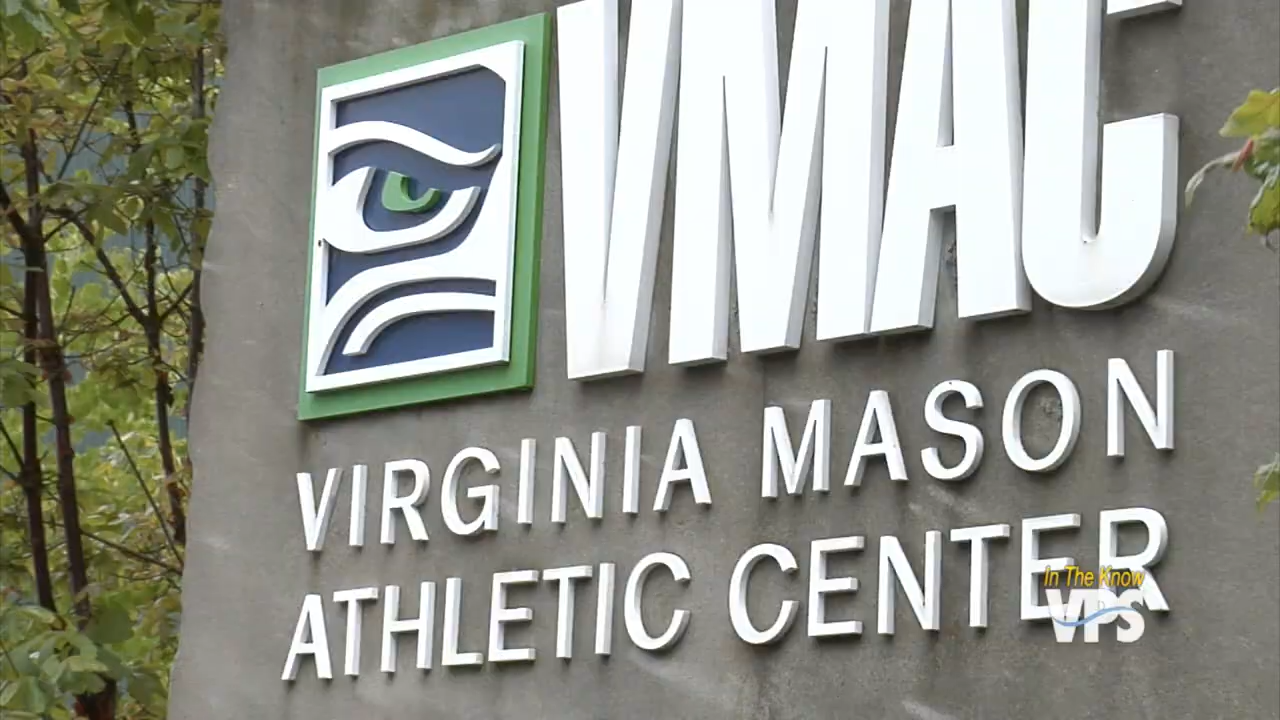 VMAC
VIRGINIA MASON
ATHLETIC CENTER
In The Know
VPS